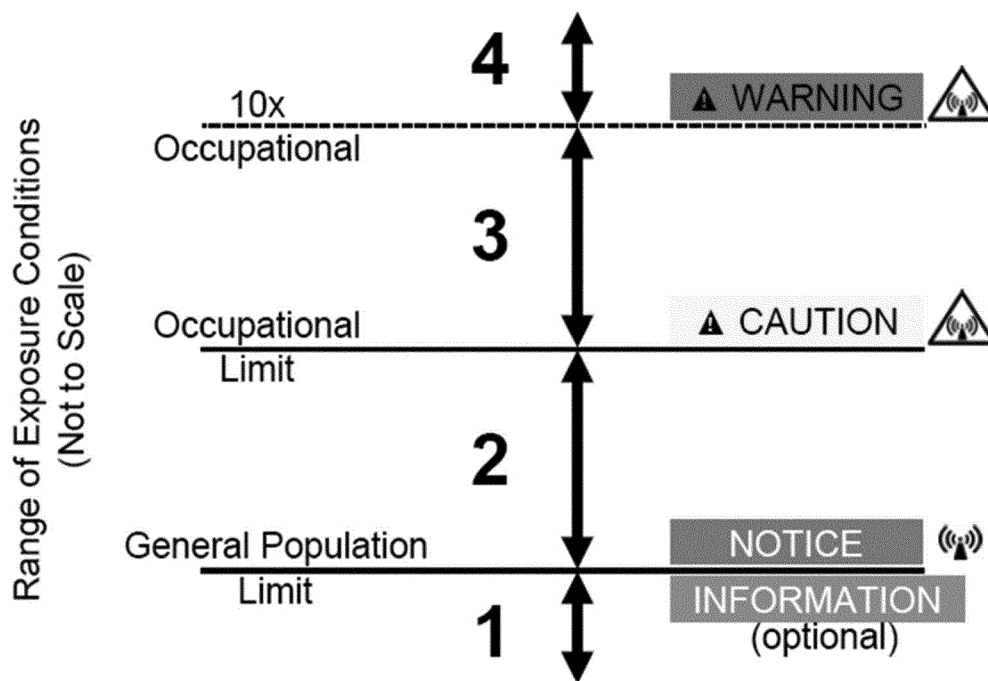 4
10x
WARNING
Occupational
3
Occupational
CAUTION
Limit
2
General Population
NOTICE
Limit
INFORMATION
1
(optional)
Range of Exposure Conditions
(Not to Scale)